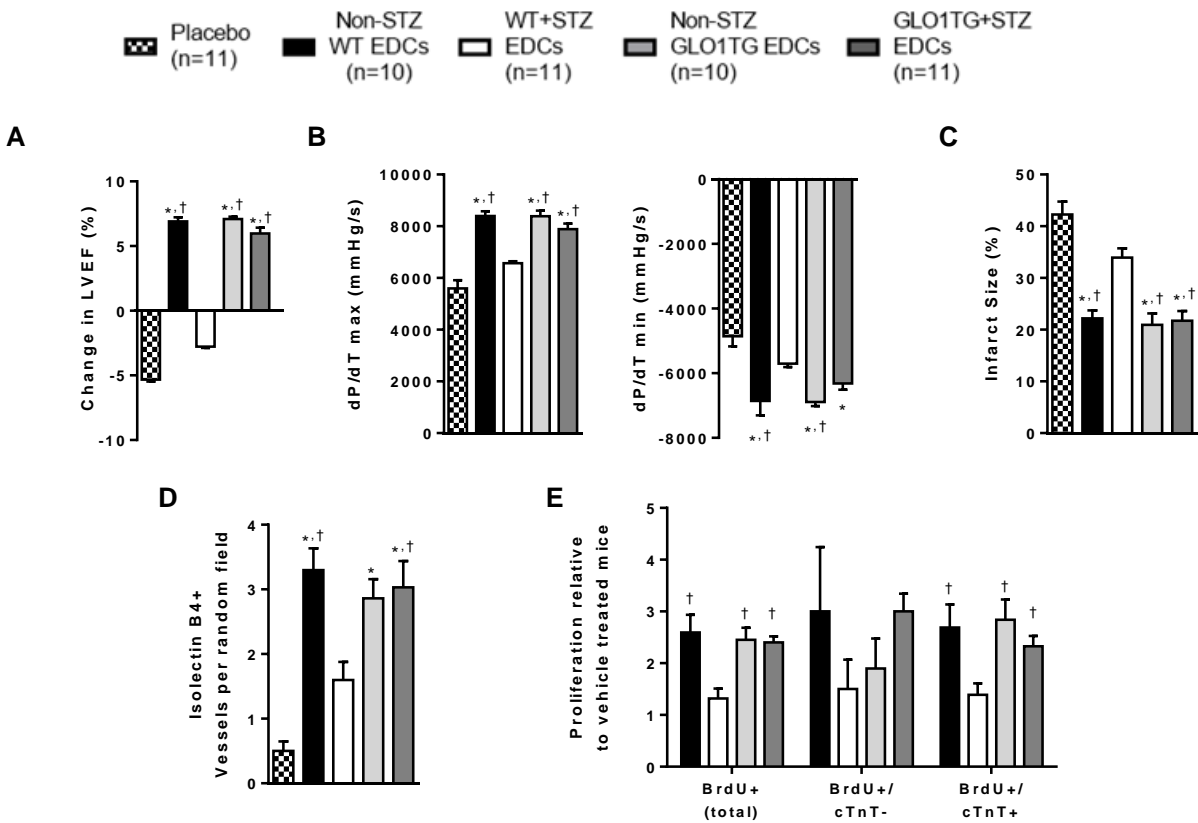 Placebo
(n=11)
Non-STZ
WT EDCs
(n=10)
WT+STZ
EDCs
(n=11)
Non-STZ
GLO1TG EDCs
(n=10)
GLO1TG+STZ
EDCs
(n=11)
A
Change in LVEF (%)
10
5
0
-5
-10
*,†
*,†
*,†
B
dP/dT max (mmHg/s)
10000
8000
6000
4000
2000
0
*,†
*,†
*,†
dP/dT min (mmHg/s)
0
-2000
-4000
-6000
-8000
*,†
*,†
*
C
Infarct Size (%)
50
40
30
20
10
0
*,†
*,†
*,†
D
Isolectin B4+
Vessels per random field
4
3
2
1
0
*,†
*
*,†
E
Proliferation relative
to vehicle treated mice
5
4
3
2
1
0
†
†
†
†
†
†
BrdU+
(total)
BrdU+/
cTnT-
BrdU+/
cTnT+